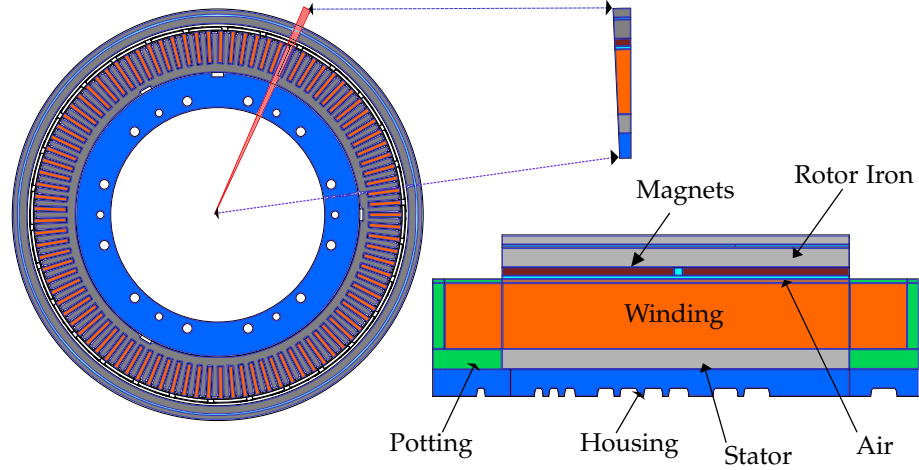 Magnets
Rotor Iron
Winding
Potting
Housing
Stator
Air